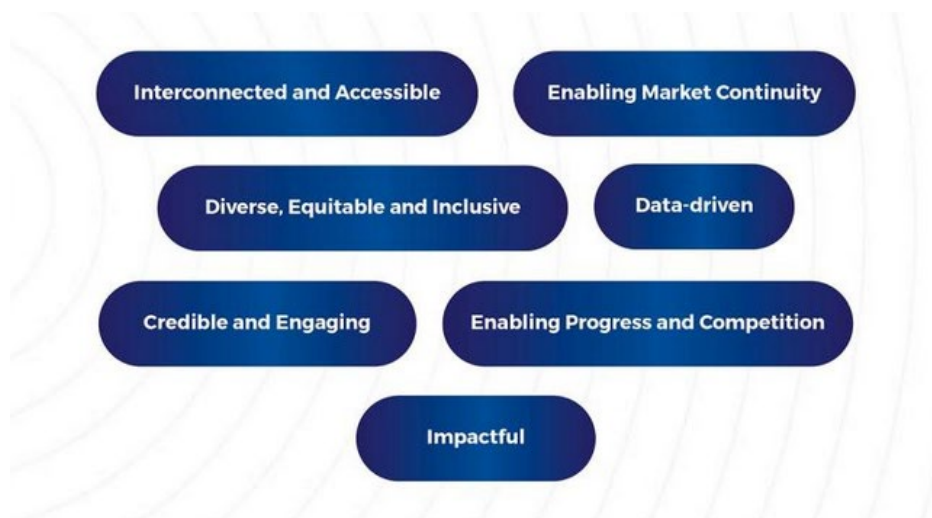 Interconnected and Accessible
Enabling Market Continuity
Diverse, Equitable and Inclusive
Data-driven
Credible and Engaging
Enabling Progress and Competition
Impactful